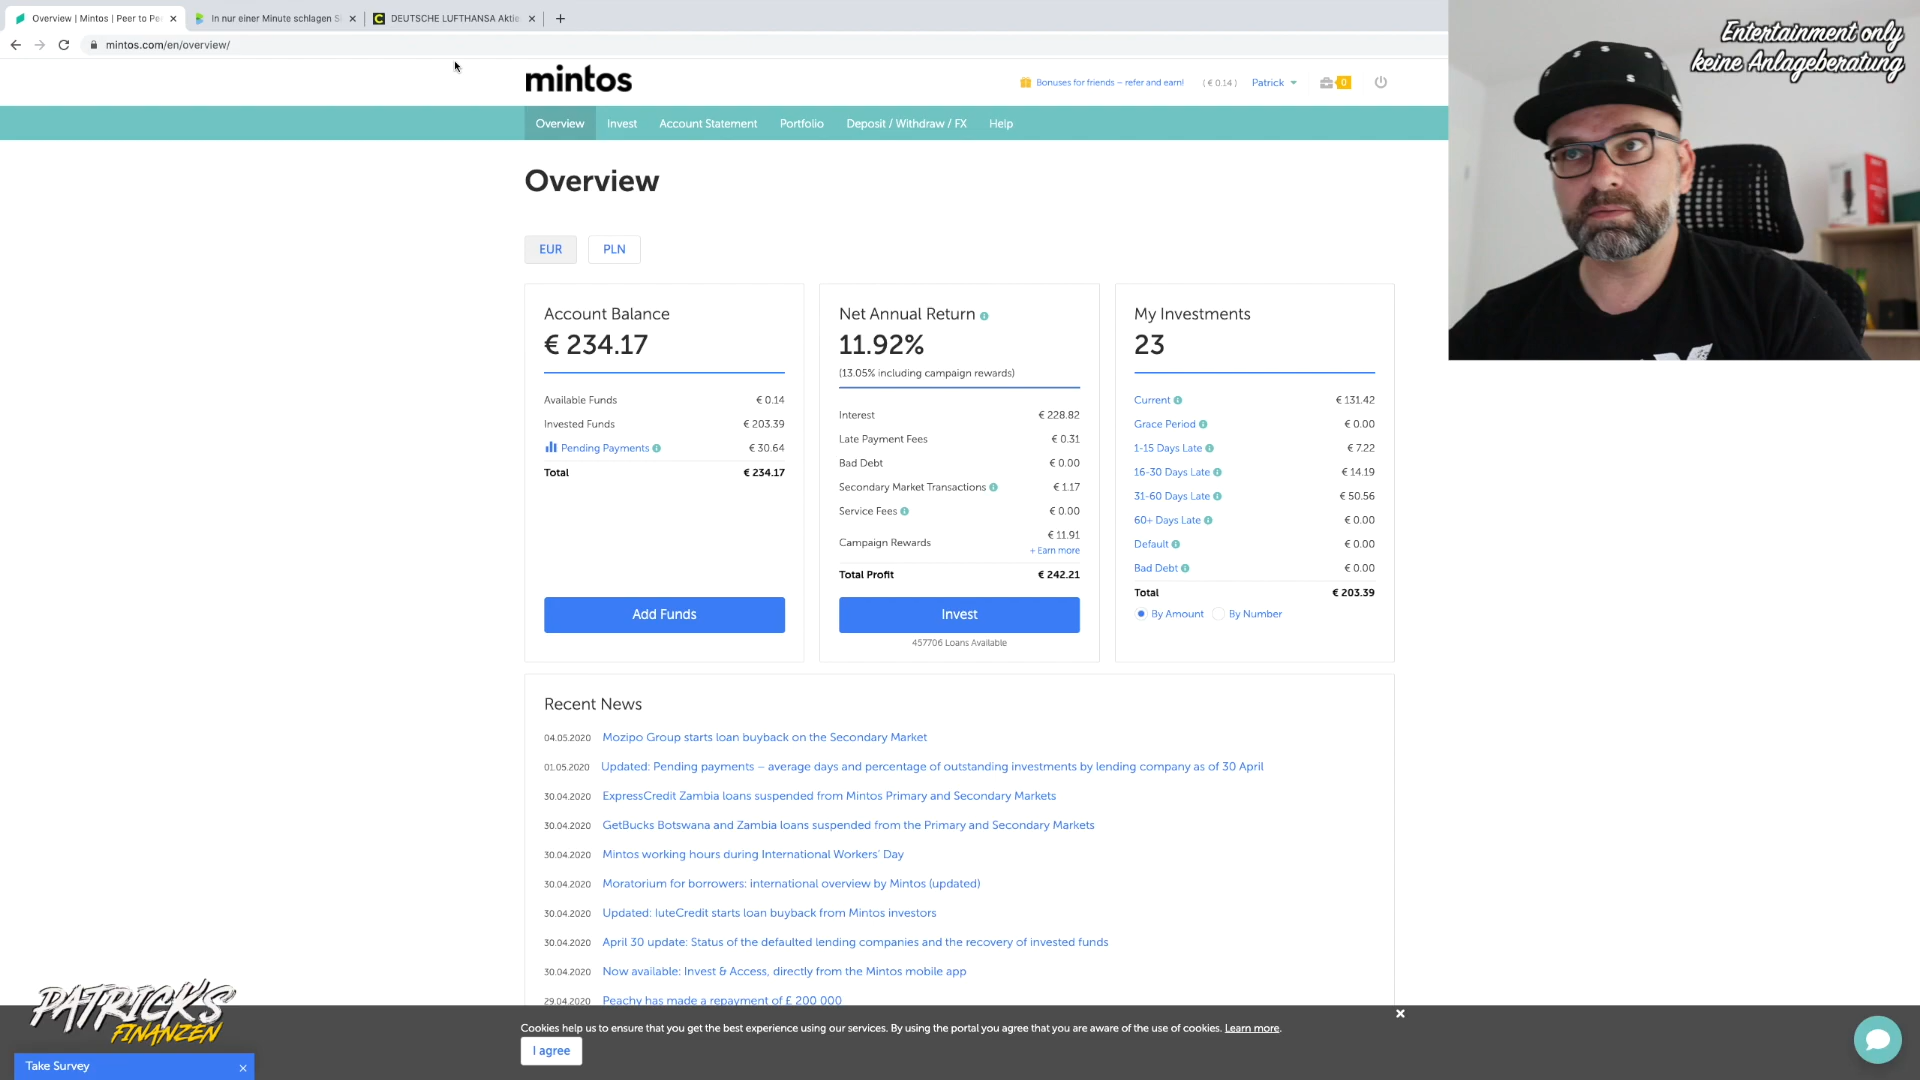 Overview | Mintos | Peer to Pe
In nur einer Minute schlagen Si
DEUTSCHE LUFTHANSA Aktie
mintos.com/en/overview/
Entertainment only
keine Anlageberatung
mintos
Bonuses for friends – refer and earn!
( € 0.14 )
Patrick
0
Overview
Invest
Account Statement
Portfolio
Deposit / Withdraw / FX
Help
Overview
EUR
PLN
Account Balance
€ 234.17
Available Funds € 0.14
Invested Funds € 203.39
Pending Payments € 30.64
Total € 234.17
Add Funds
Net Annual Return
11.92%
(13.05% including campaign rewards)
Interest € 228.82
Late Payment Fees € 0.31
Bad Debt € 0.00
Secondary Market Transactions € 1.17
Service Fees € 0.00
Campaign Rewards € 11.91
+ Earn more
Total Profit € 242.21
Invest
457706 Loans Available
My Investments
23
Current € 131.42
Grace Period € 0.00
1-15 Days Late € 7.22
16-30 Days Late € 14.19
31-60 Days Late € 50.56
60+ Days Late € 0.00
Default € 0.00
Bad Debt € 0.00
Total € 203.39
By Amount
By Number
Recent News
04.05.2020 Mozipo Group starts loan buyback on the Secondary Market
01.05.2020 Updated: Pending payments – average days and percentage of outstanding investments by lending company as of 30 April
30.04.2020 ExpressCredit Zambia loans suspended from Mintos Primary and Secondary Markets
30.04.2020 GetBucks Botswana and Zambia loans suspended from the Primary and Secondary Markets
30.04.2020 Mintos working hours during International Workers' Day
30.04.2020 Moratorium for borrowers: international overview by Mintos (updated)
30.04.2020 Updated: IuteCredit starts loan buyback from Mintos investors
30.04.2020 April 30 update: Status of the defaulted lending companies and the recovery of invested funds
30.04.2020 Now available: Invest & Access, directly from the Mintos mobile app
29.04.2020 Peachy has made a repayment of £ 200 000
PATRICKS
FINANZEN
Cookies help us to ensure that you get the best experience using our services. By using the portal you agree that you are aware of the use of cookies. Learn more.
I agree
Take Survey